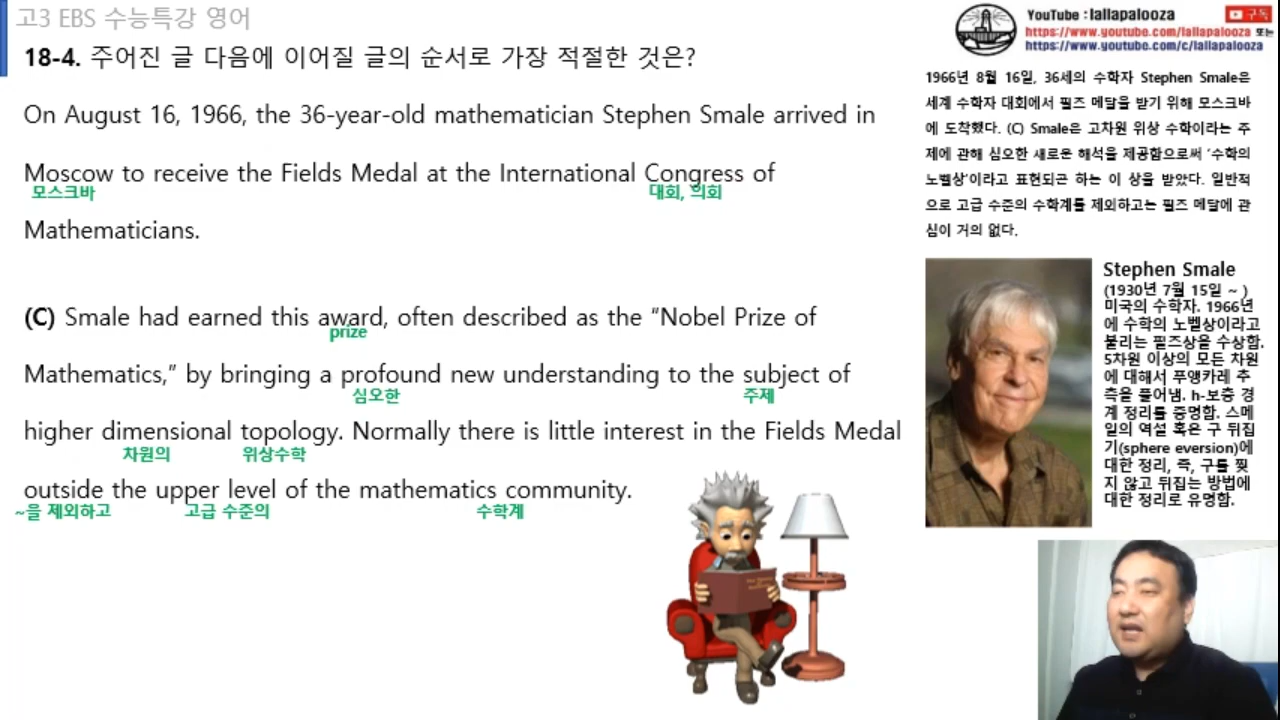 고3 EBS 수능특강 영어
18-4. 주어진 글 다음에 이어질 글의 순서로 가장 적절한 것은?
On August 16, 1966, the 36-year-old mathematician Stephen Smale arrived in
Moscow to receive the Fields Medal at the International Congress of
모스크바 대회, 의회
Mathematicians.
(C) Smale had earned this award, often described as the “Nobel Prize of
prize
Mathematics,” by bringing a profound new understanding to the subject of
심오한 주제
higher dimensional topology. Normally there is little interest in the Fields Medal
차원의 위상수학
outside the upper level of the mathematics community.
~을 제외하고 고급 수준의 수학계
YouTube : lallapalooza
구독
https://www.youtube.com/lallapalooza 또는
https://www.youtube.com/c/lallapalooza
1966년 8월 16일, 36세의 수학자 Stephen Smale은
세계 수학자 대회에서 필즈 메달을 받기 위해 모스크바
에 도착했다. (C) Smale은 고차원 위상 수학이라는 주
제에 관해 심오한 새로운 해석을 제공함으로써 ‘수학의
노벨상’이라고 표현되곤 하는 이 상을 받았다. 일반적
으로 고급 수준의 수학계를 제외하고는 필즈 메달에 관
심이 거의 없다.
Stephen Smale
(1930년 7월 15일 ~ )
미국의 수학자. 1966년
에 수학의 노벨상이라고
불리는 필즈상을 수상함.
5차원 이상의 모든 차원
에 대해서 푸앵카레 추
측을 풀어냄. h-보충 경
계 정리를 증명함. 스메
일의 역설 혹은 구 뒤집
기(sphere eversion)에
대한 정리, 즉, 구를 찢
지 않고 뒤집는 방법에
대한 정리로 유명함.